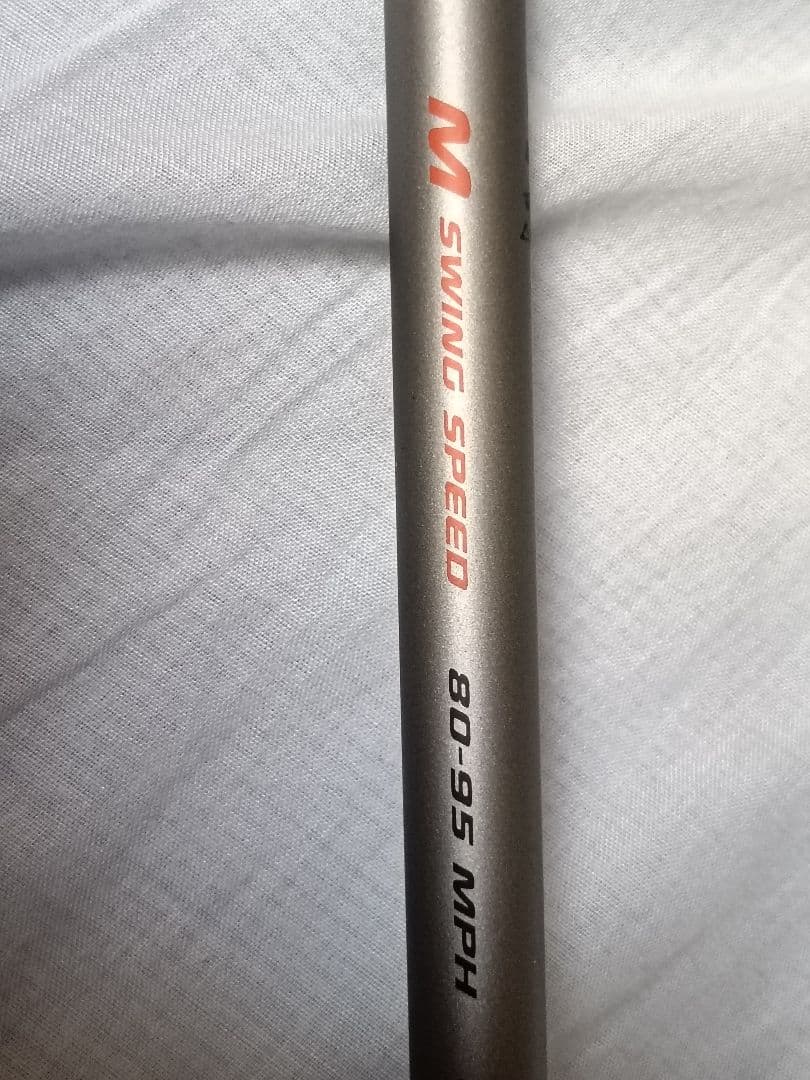 M SWING SPEED 80-95 MPH